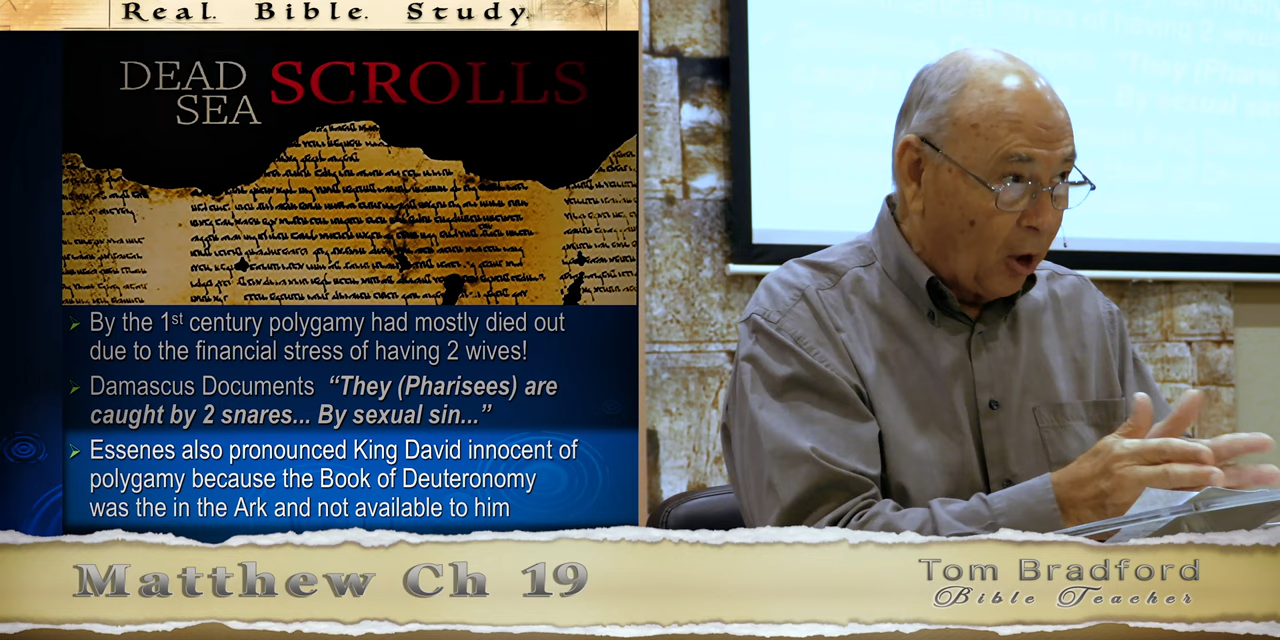 Real. Bible. Study.
DEAD SEA SCROLLS
By the 1st century polygamy had mostly died out
due to the financial stress of having 2 wives!
Damascus Documents “They (Pharisees) are
caught by 2 snares... By sexual sin...”
Essenes also pronounced King David innocent of
polygamy because the Book of Deuteronomy
was the in the Ark and not available to him
Matthew Ch 19
Tom Bradford
Bible Teacher